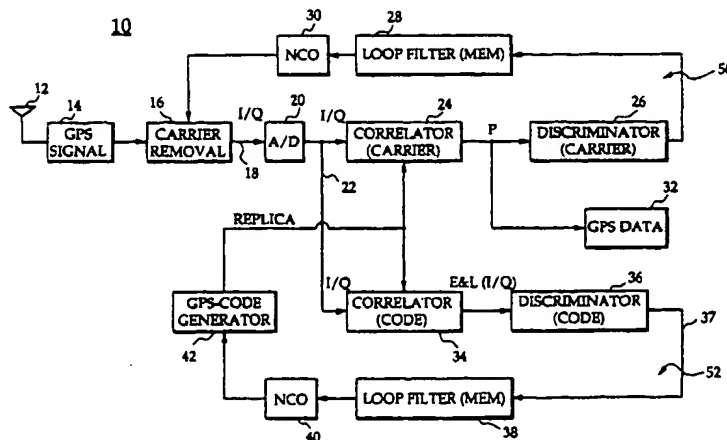 10
30
28
NCO
LOOP FILTER (MEM)
50
12
14
16
I/Q
20
I/Q
24
26
GPS SIGNAL
CARRIER REMOVAL
A/D
CORRELATOR (CARRIER)
P
DISCRIMINATOR (CARRIER)
18
22
32
GPS DATA
REPLICA
I/Q
E&L (I/Q)
36
GPS-CODE GENERATOR
CORRELATOR (CODE)
DISCRIMINATOR (CODE)
37
42
34
52
NCO
LOOP FILTER (MEM)
40
38